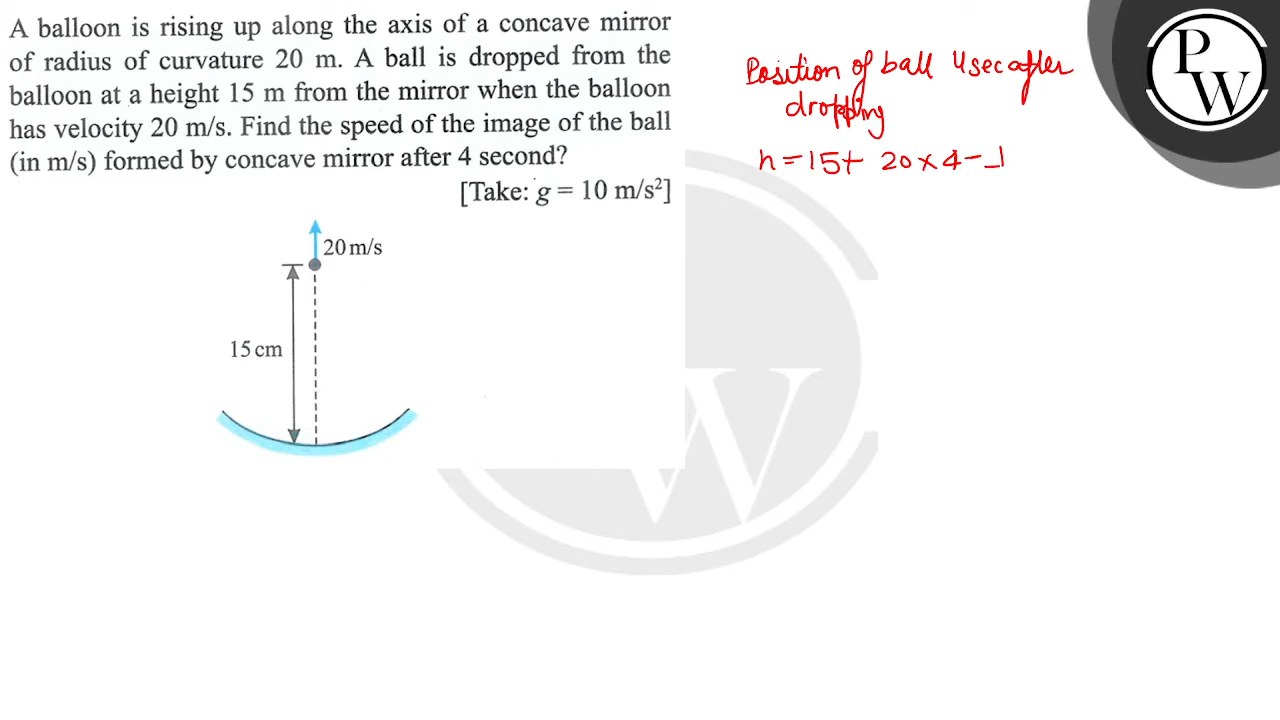 A balloon is rising up along the axis of a concave mirror
of radius of curvature 20 m. A ball is dropped from the
balloon at a height 15 m from the mirror when the balloon
has velocity 20 m/s. Find the speed of the image of the ball
(in m/s) formed by concave mirror after 4 second?
[Take: g = 10 m/s²]
20 m/s
15 cm
Position of ball 4 sec after
dropping
h = 15 + 20 × 4 - 1
P
W